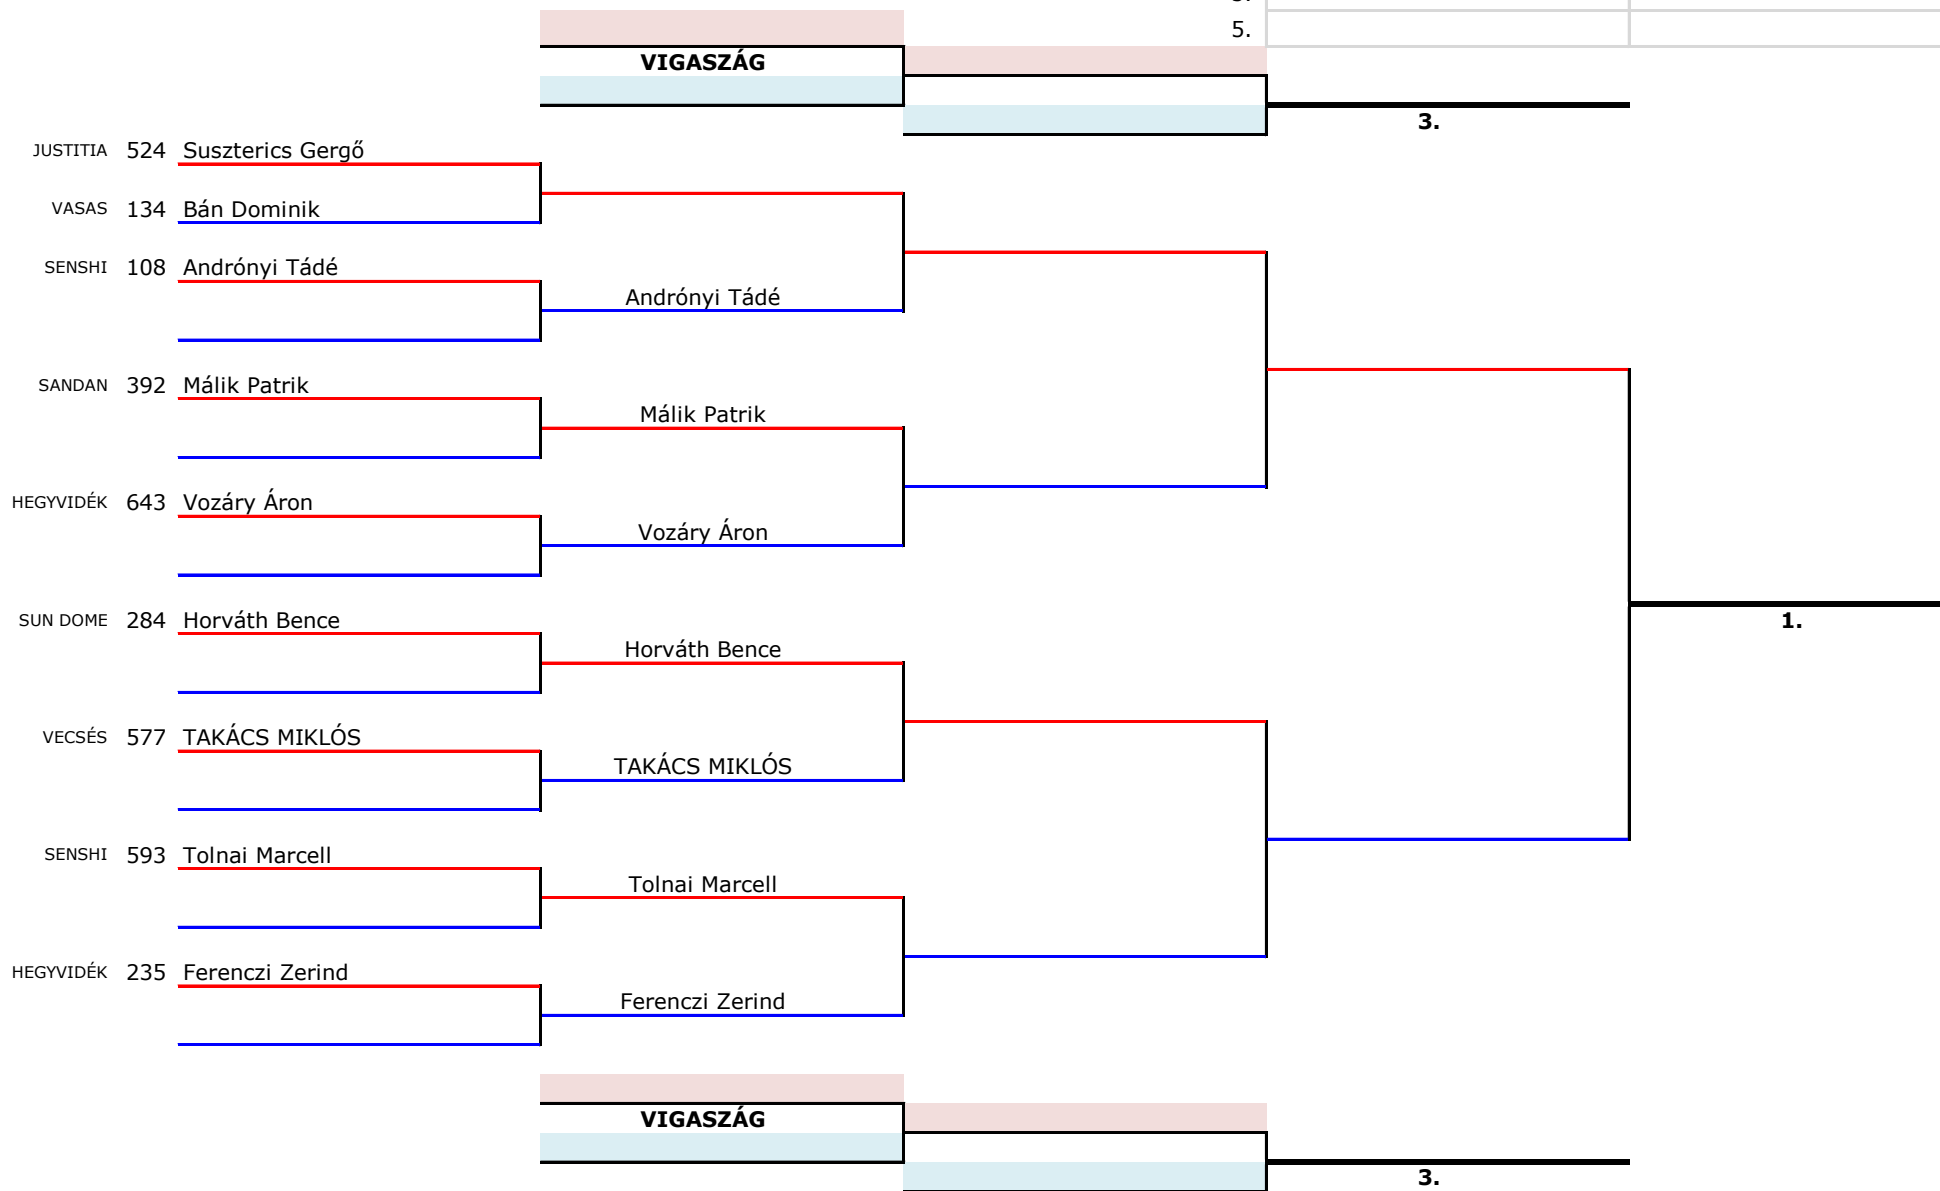 5.
VIGASZÁG
3.
JUSTITIA 524 Suszterics Gergő
VASAS 134 Bán Dominik
SENSHI 108 Andrónyi Tádé
Andrónyi Tádé
SANDAN 392 Málik Patrik
Málik Patrik
HEGYVIDÉK 643 Vozáry Áron
Vozáry Áron
SUN DOME 284 Horváth Bence
1.
Horváth Bence
VECSÉS 577 TAKÁCS MIKLÓS
TAKÁCS MIKLÓS
SENSHI 593 Tolnai Marcell
Tolnai Marcell
HEGYVIDÉK 235 Ferenczi Zerind
Ferenczi Zerind
VIGASZÁG
3.